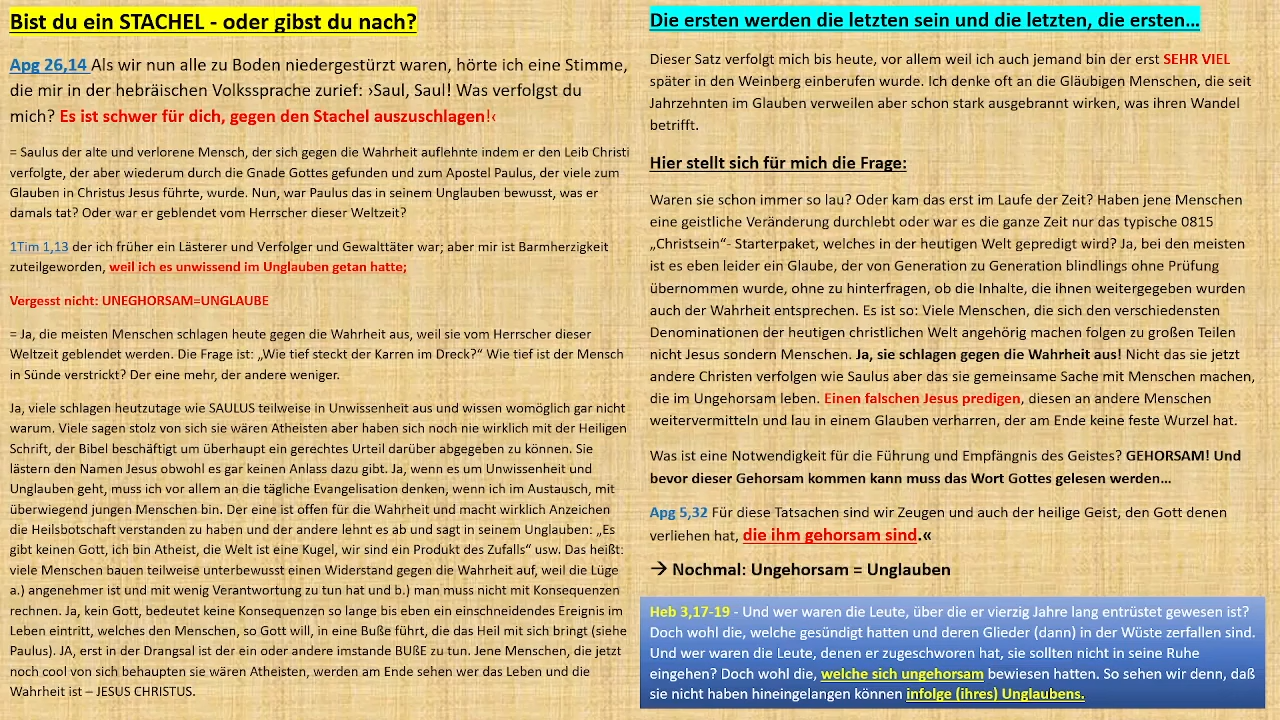 Bist du ein STACHEL - oder gibst du nach?
Apg 26,14 Als wir nun alle zu Boden niedergestürzt waren, hörte ich eine Stimme,
die mir in der hebräischen Volkssprache zurief: ›Saul, Saul! Was verfolgst du
mich? Es ist schwer für dich, gegen den Stachel auszuschlagen!‹
= Saulus der alte und verlorene Mensch, der sich gegen die Wahrheit auflehnte indem er den Leib Christi
verfolgte, der aber wiederum durch die Gnade Gottes gefunden und zum Apostel Paulus, der viele zum
Glauben in Christus Jesus führte, wurde. Nun, war Paulus das in seinem Unglauben bewusst, was er
damals tat? Oder war er geblendet vom Herrscher dieser Weltzeit?
1Tim 1,13 der ich früher ein Lästerer und Verfolger und Gewalttäter war; aber mir ist Barmherzigkeit
zuteilgeworden, weil ich es unwissend im Unglauben getan hatte;
Vergesst nicht: UNEGHORSAM=UNGLAUBE
= Ja, die meisten Menschen schlagen heute gegen die Wahrheit aus, weil sie vom Herrscher dieser
Weltzeit geblendet werden. Die Frage ist: „Wie tief steckt der Karren im Dreck?“ Wie tief ist der Mensch
in Sünde verstrickt? Der eine mehr, der andere weniger.
Ja, viele schlagen heutzutage wie SAULUS teilweise in Unwissenheit aus und wissen womöglich gar nicht
warum. Viele sagen stolz von sich sie wären Atheisten aber haben sich noch nie wirklich mit der Heiligen
Schrift, der Bibel beschäftigt um überhaupt ein gerechtes Urteil darüber abgegeben zu können. Sie
lästern den Namen Jesus obwohl es gar keinen Anlass dazu gibt. Ja, wenn es um Unwissenheit und
Unglauben geht, muss ich vor allem an die tägliche Evangelisation denken, wenn ich im Austausch, mit
überwiegend jungen Menschen bin. Der eine ist offen für die Wahrheit und macht wirklich Anzeichen
die Heilsbotschaft verstanden zu haben und der andere lehnt es ab und sagt in seinem Unglauben: „Es
gibt keinen Gott, ich bin Atheist, die Welt ist eine Kugel, wir sind ein Produkt des Zufalls“ usw. Das heißt:
viele Menschen bauen teilweise unterbewusst einen Widerstand gegen die Wahrheit auf, weil die Lüge
a.) angenehmer ist und mit wenig Verantwortung zu tun hat und b.) man muss nicht mit Konsequenzen
rechnen. Ja, kein Gott, bedeutet keine Konsequenzen so lange bis eben ein einschneidendes Ereignis im
Leben eintritt, welches den Menschen, so Gott will, in eine Buße führt, die das Heil mit sich bringt (siehe
Paulus). JA, erst in der Drangsal ist der ein oder andere imstande BUßE zu tun. Jene Menschen, die jetzt
noch cool von sich behaupten sie wären Atheisten, werden am Ende sehen wer das Leben und die
Wahrheit ist – JESUS CHRISTUS.
Die ersten werden die letzten sein und die letzten, die ersten…
Dieser Satz verfolgt mich bis heute, vor allem weil ich auch jemand bin der erst SEHR VIEL
später in den Weinberg einberufen wurde. Ich denke oft an die Gläubigen Menschen, die seit
Jahrzehnten im Glauben verweilen aber schon stark ausgebrannt wirken, was ihren Wandel
betrifft.
Hier stellt sich für mich die Frage:
Waren sie schon immer so lau? Oder kam das erst im Laufe der Zeit? Haben jene Menschen
eine geistliche Veränderung durchlebt oder war es die ganze Zeit nur das typische 0815
„Christsein“- Starterpaket, welches in der heutigen Welt gepredigt wird? Ja, bei den meisten
ist es eben leider ein Glaube, der von Generation zu Generation blindlings ohne Prüfung
übernommen wurde, ohne zu hinterfragen, ob die Inhalte, die ihnen weitergegeben wurden
auch der Wahrheit entsprechen. Es ist so: Viele Menschen, die sich den verschiedensten
Denominationen der heutigen christlichen Welt angehörig machen folgen zu großen Teilen
nicht Jesus sondern Menschen. Ja, sie schlagen gegen die Wahrheit aus! Nicht das sie jetzt
andere Christen verfolgen wie Saulus aber das sie gemeinsame Sache mit Menschen machen,
die im Ungehorsam leben. Einen falschen Jesus predigen, diesen an andere Menschen
weitervermitteln und lau in einem Glauben verharren, der am Ende keine feste Wurzel hat.
Was ist eine Notwendigkeit für die Führung und Empfängnis des Geistes? GEHORSAM! Und
bevor dieser Gehorsam kommen kann muss das Wort Gottes gelesen werden…
Apg 5,32 Für diese Tatsachen sind wir Zeugen und auch der heilige Geist, den Gott denen
verliehen hat, die ihm gehorsam sind.«
→ Nochmal: Ungehorsam = Unglauben
Heb 3,17-19 - Und wer waren die Leute, über die er vierzig Jahre lang entrüstet gewesen ist?
Doch wohl die, welche gesündigt hatten und deren Glieder (dann) in der Wüste zerfallen sind.
Und wer waren die Leute, denen er zugeschworen hat, sie sollten nicht in seine Ruhe
eingehen? Doch wohl die, welche sich ungehorsam bewiesen hatten. So sehen wir denn, daß
sie nicht haben hineingelangen können infolge (ihres) Unglaubens.